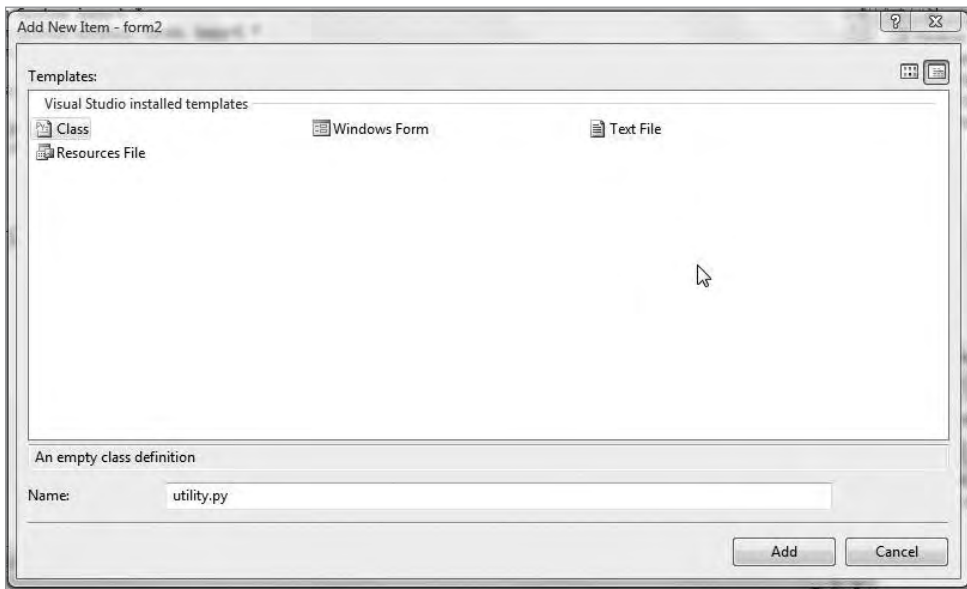 Add New Item - form2
Templates:
Visual Studio installed templates
Class
Windows Form
Text File
Resources File
An empty class definition
Name:
utility.py
Add
Cancel